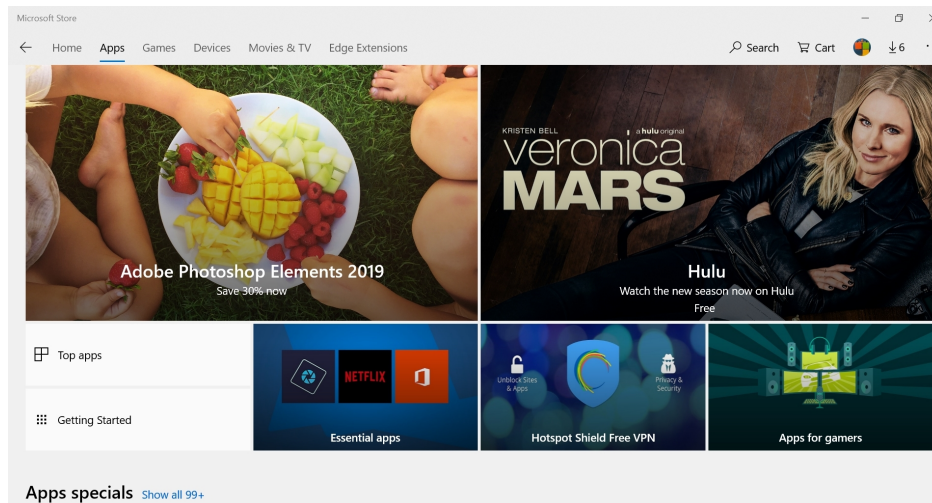 Microsoft Store
Home Apps Games Devices Movies & TV Edge Extensions Search Cart 6
KRISTEN BELL
a hulu original
veronica
MARS
Adobe Photoshop Elements 2019
Save 30% now
Hulu
Watch the new season now on Hulu
Free
Top apps
Getting Started
NETFLIX
Essential apps
Unblock Sites
& Apps
Privacy &
Security
Hotspot Shield Free VPN
Apps for gamers
Apps specials Show all 99+